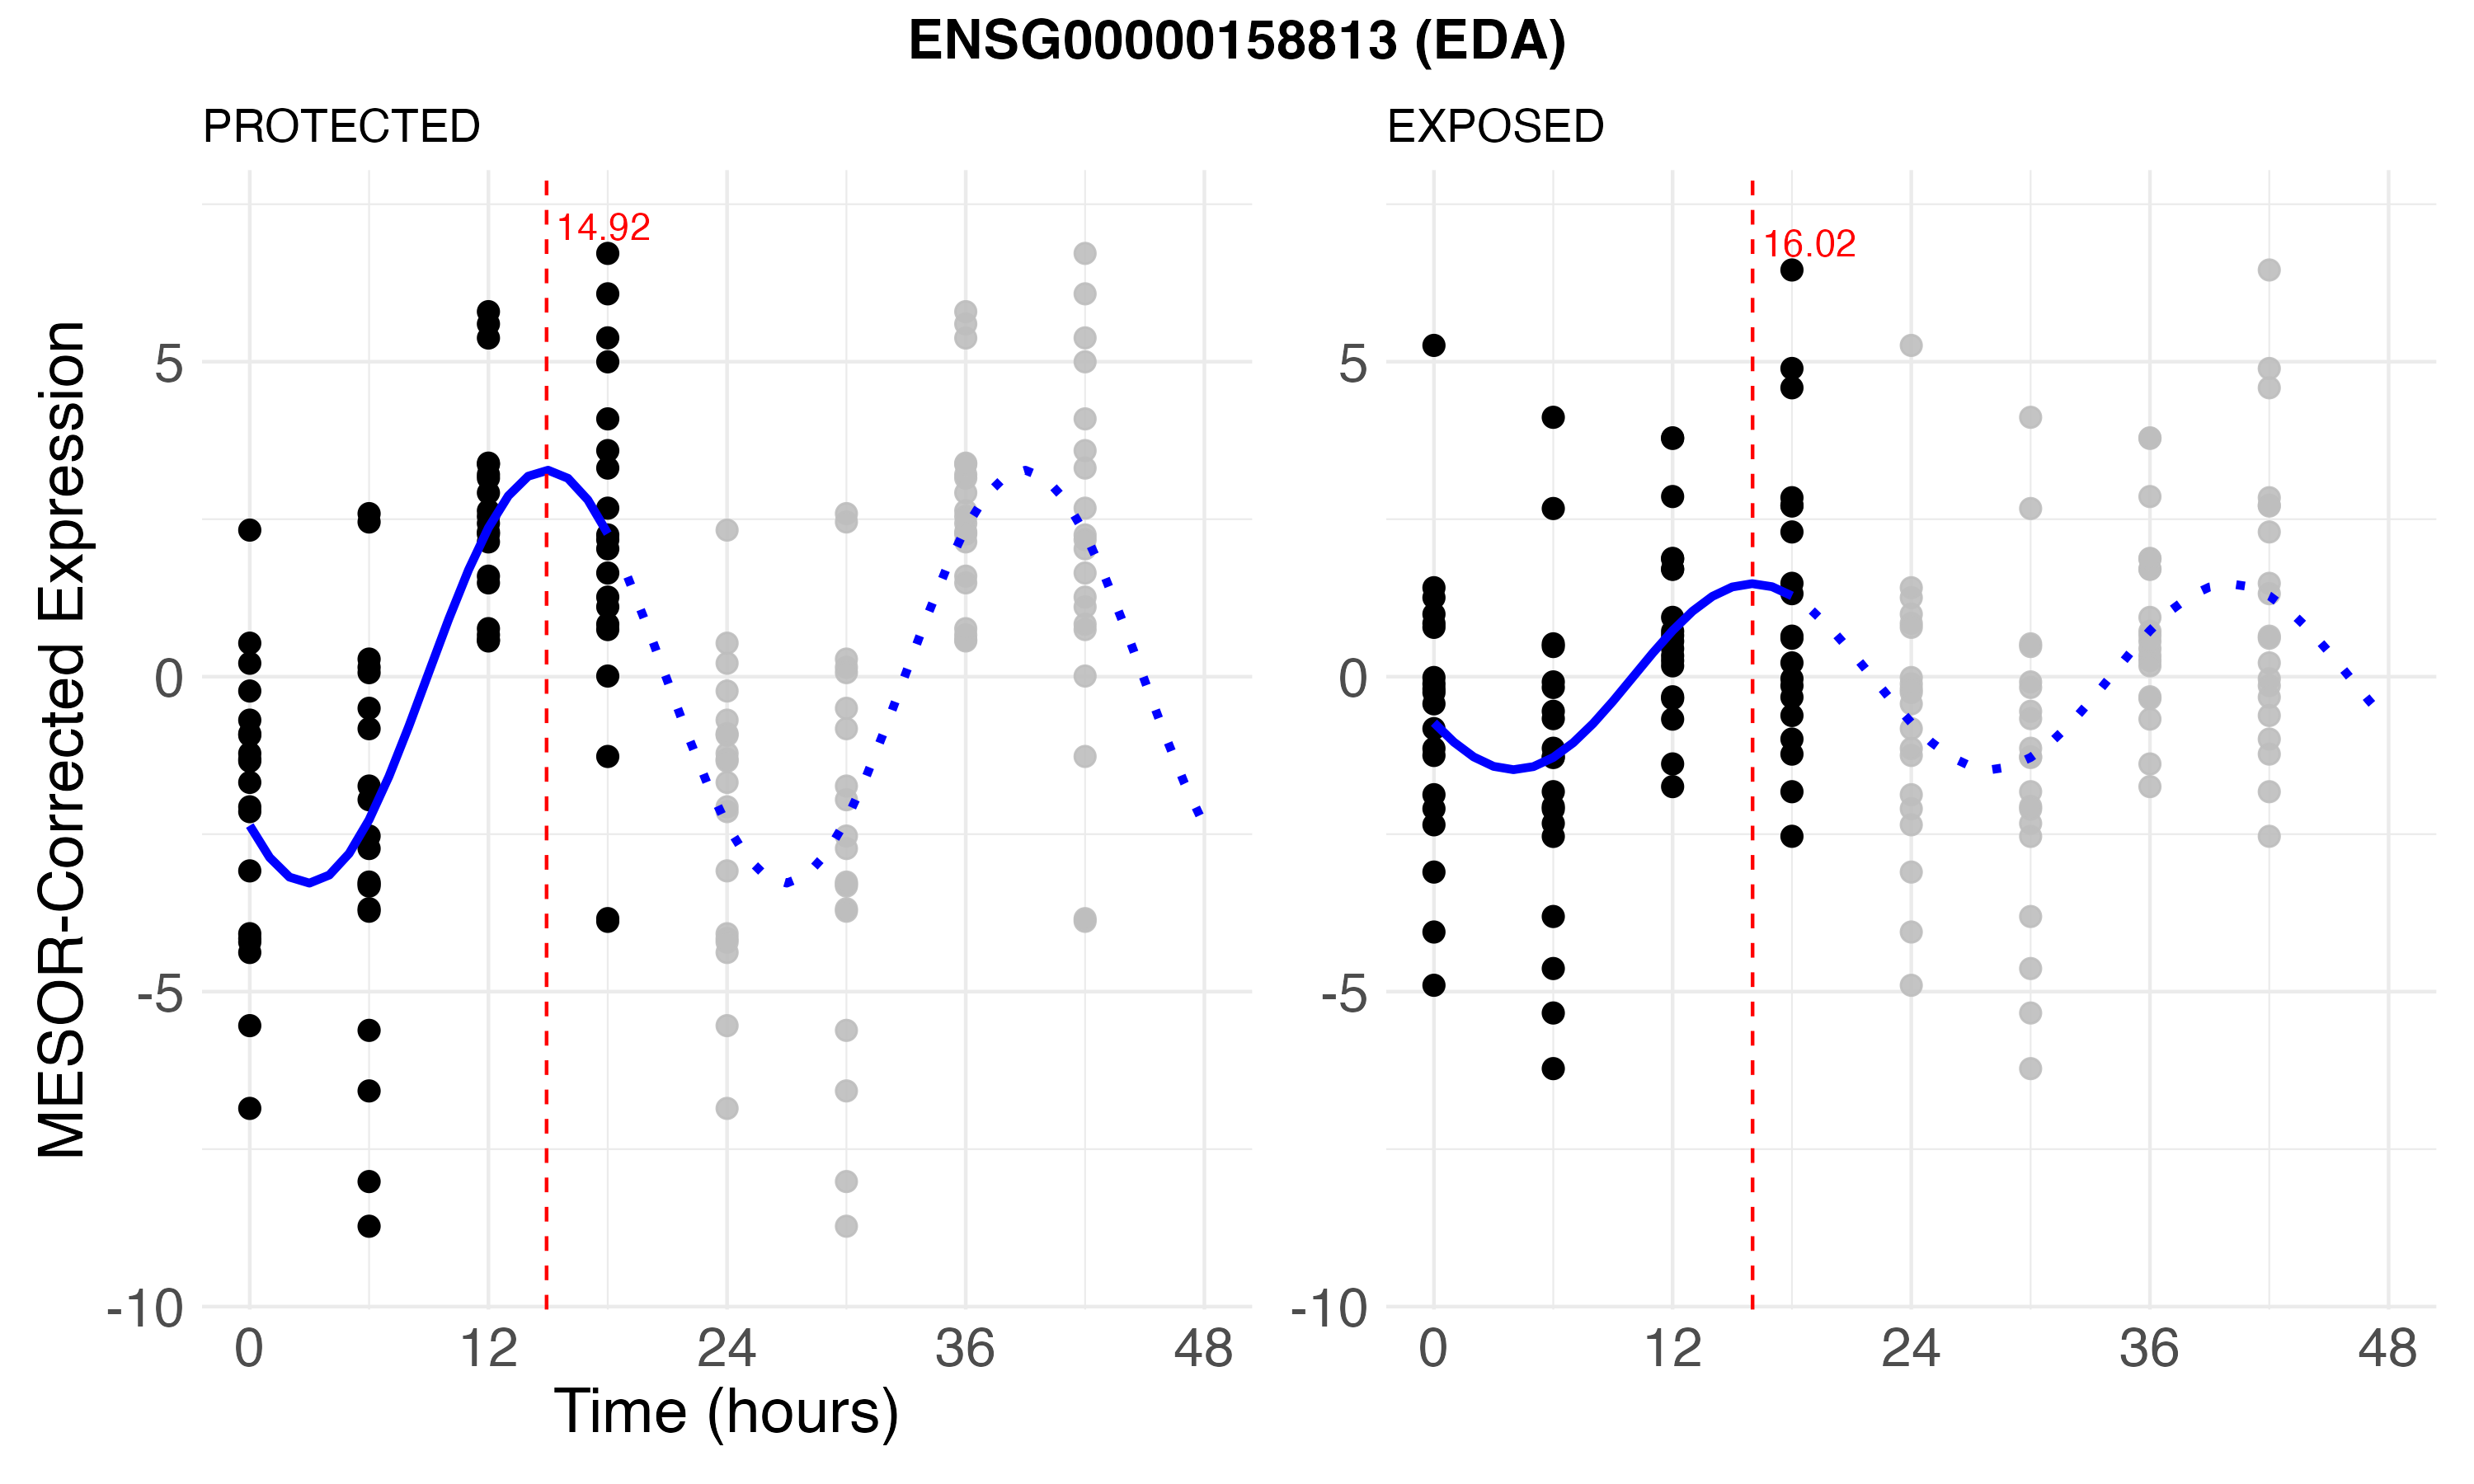 ENSG00000158813 (EDA)
PROTECTED
EXPOSED
MESOR-Corrected Expression
14.92
16.02
5
0
-5
-10
5
0
-5
-10
0 12 24 36 48
0 12 24 36 48
Time (hours)